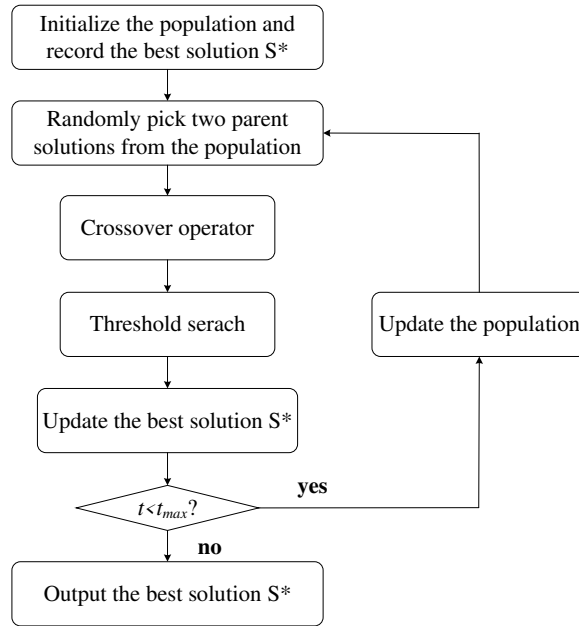 Initialize the population and
record the best solution S*
Randomly pick two parent
solutions from the population
Crossover operator
Threshold serach
Update the population
Update the best solution S*
yes
t<tmax?
no
Output the best solution S*